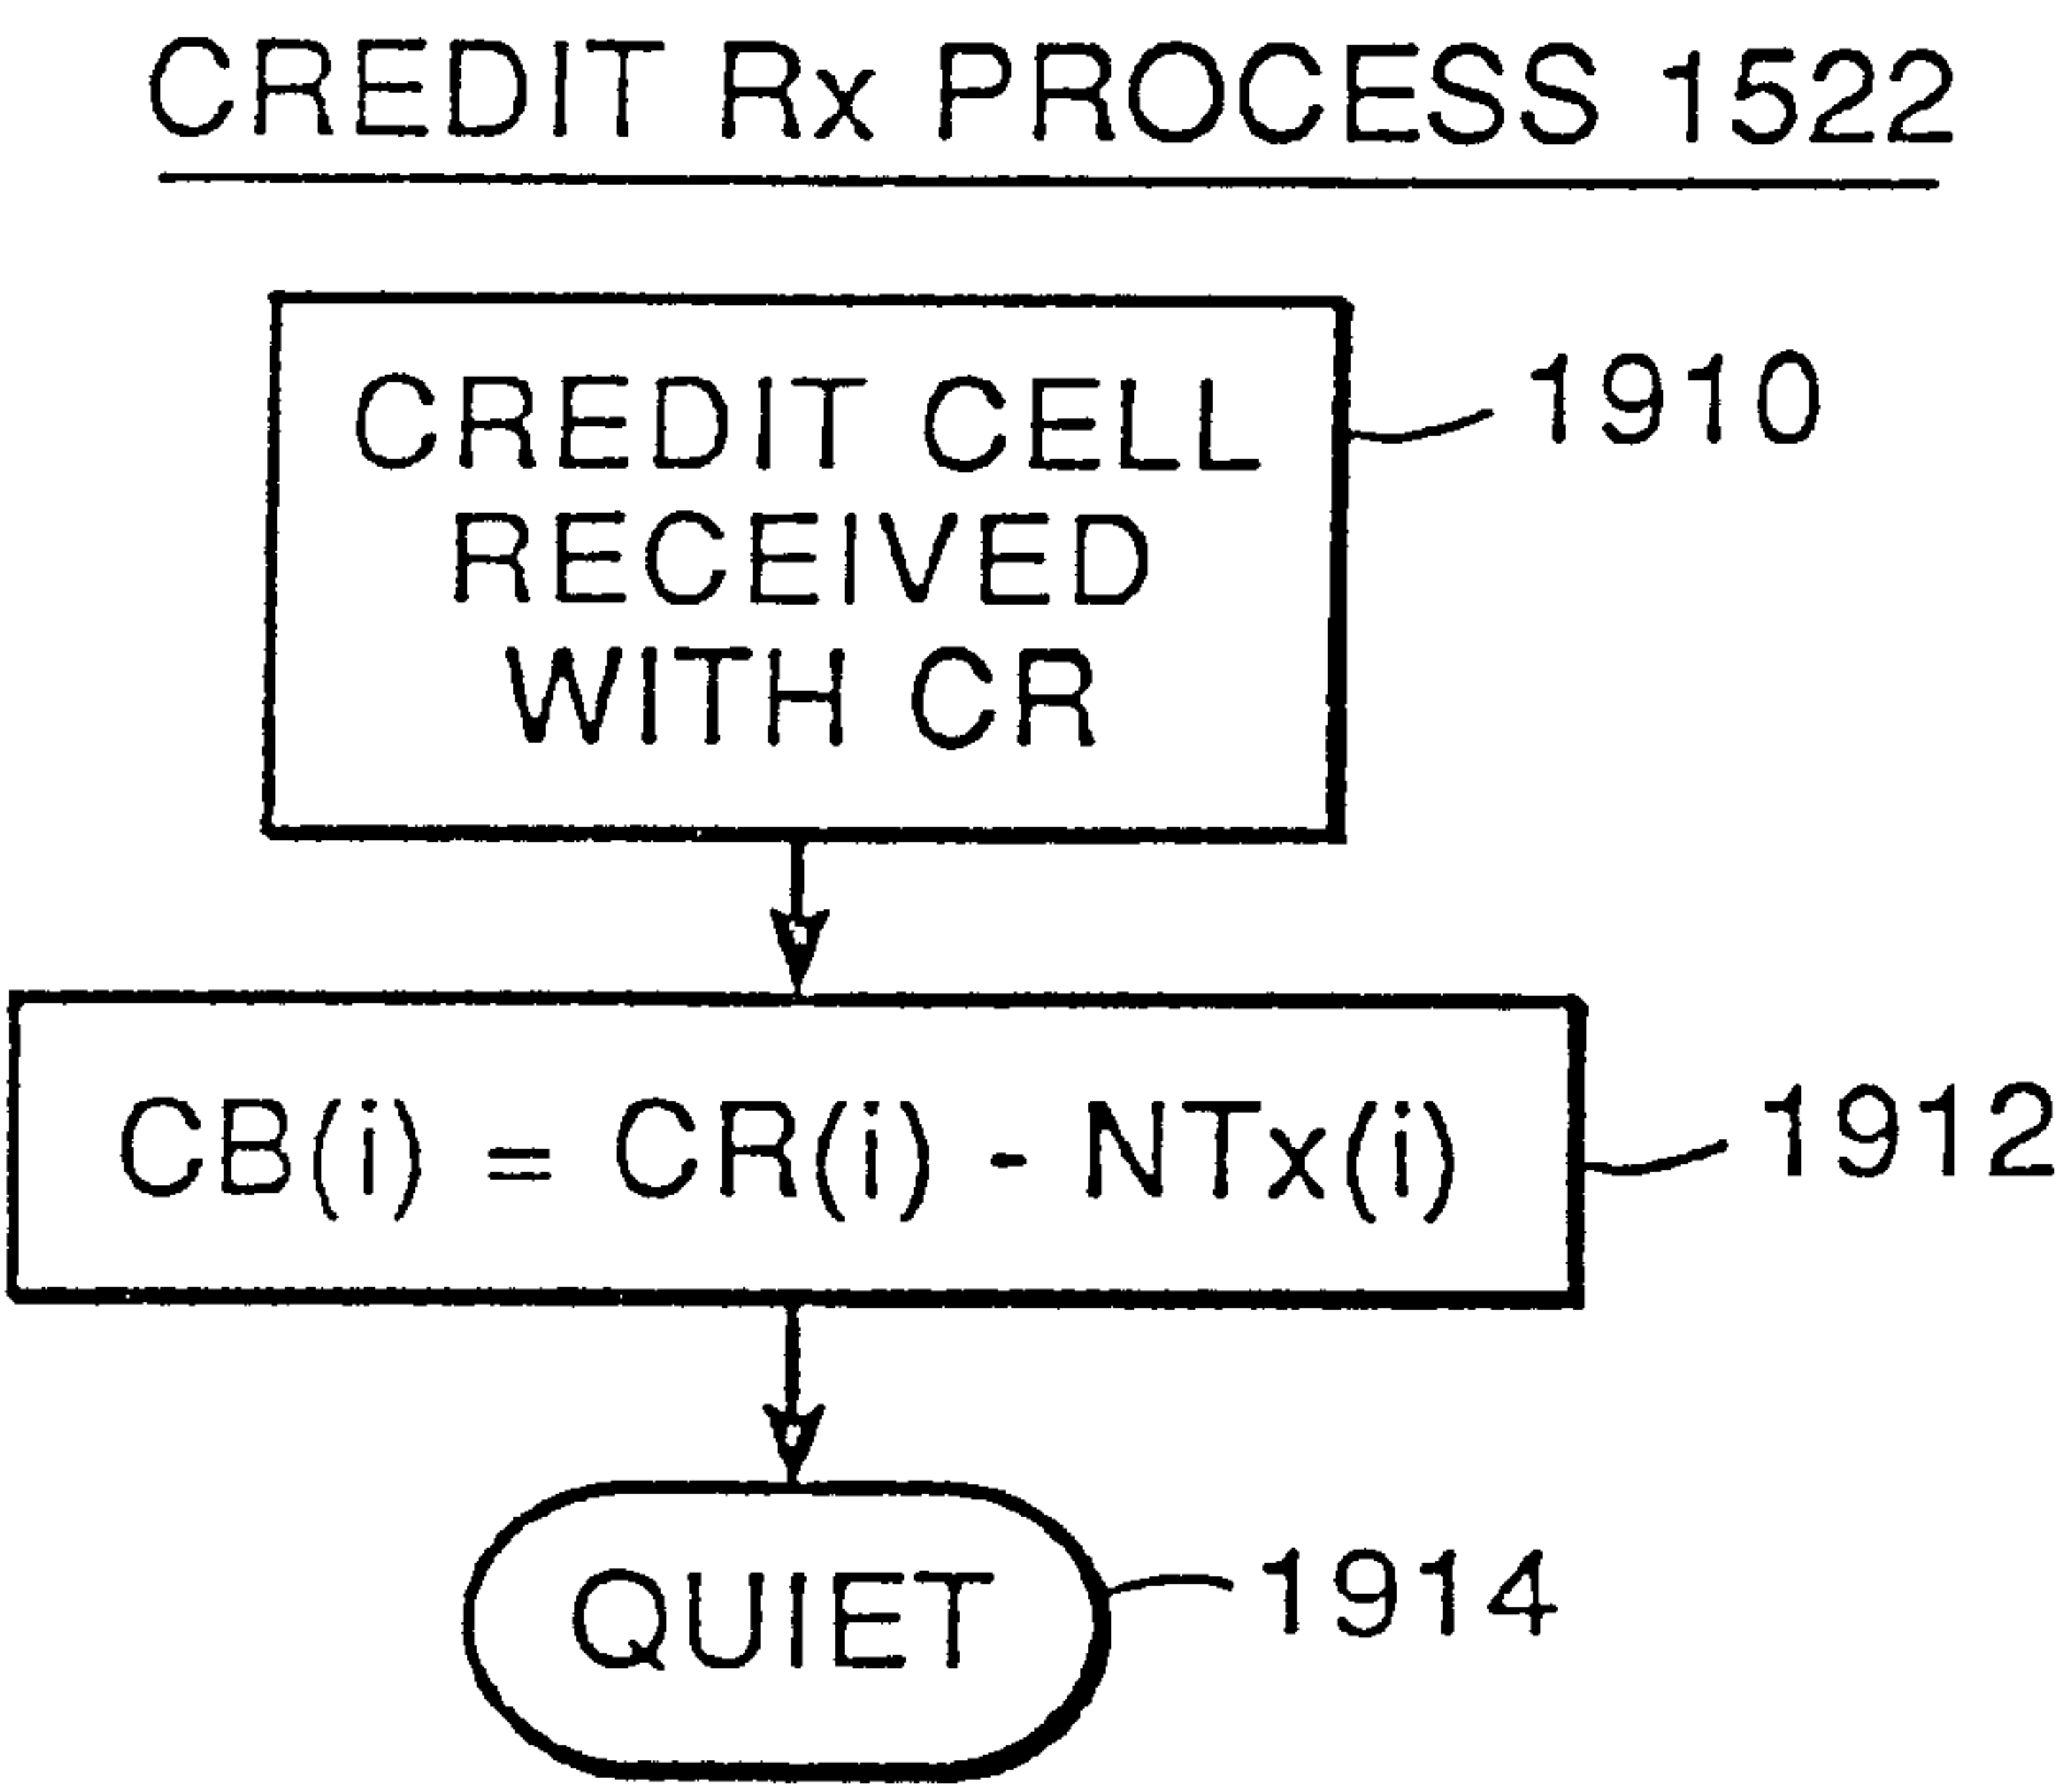 CREDIT Rx PROCESS 1522
CREDIT CELL
RECEIVED
WITH CR
1910
CB(i) = CR(i) - NTx(i)
1912
QUIET
1914